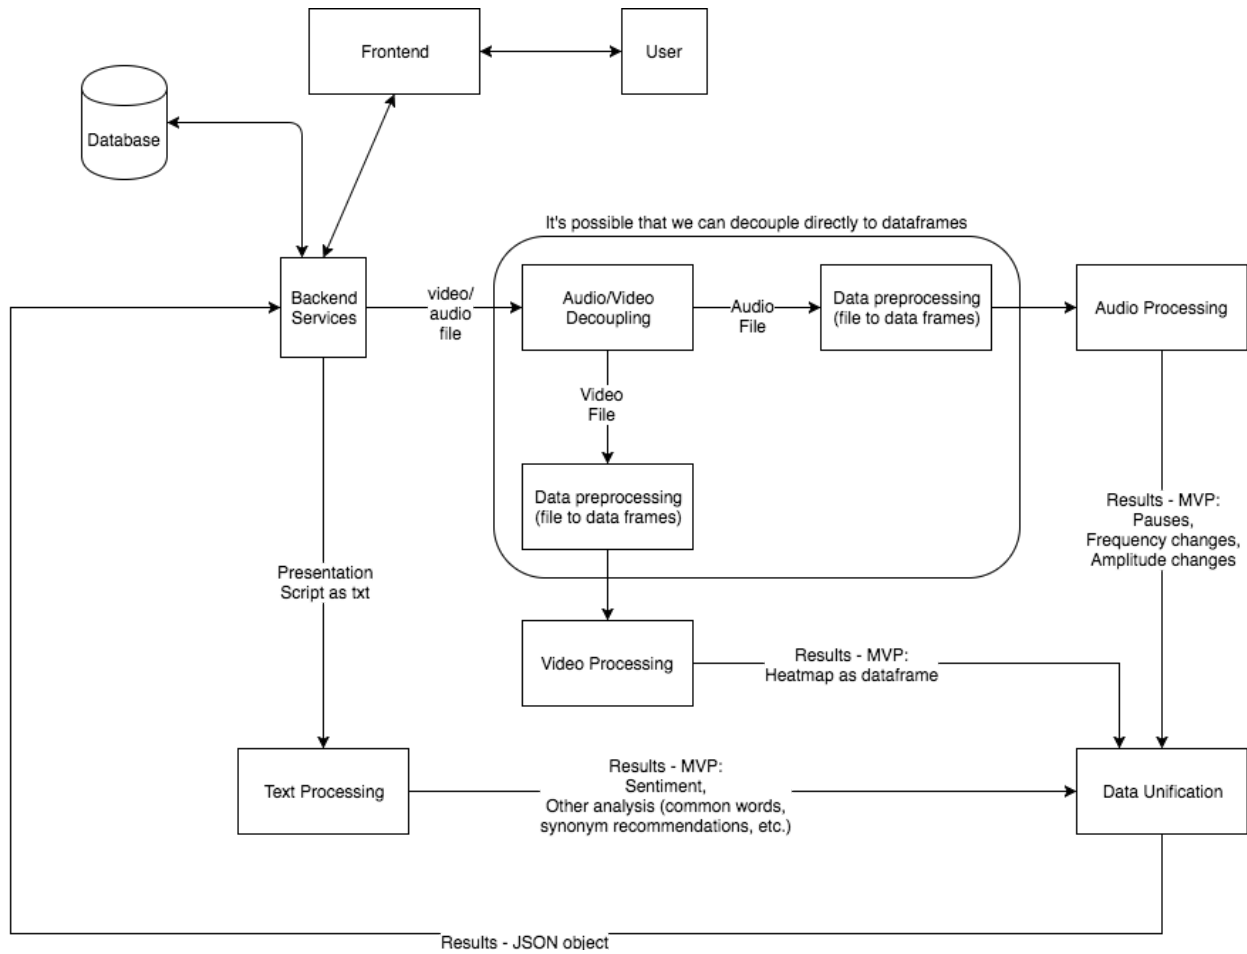 Frontend
User
Database
It's possible that we can decouple directly to dataframes
Backend
Services
video/
audio
file
Audio/Video
Decoupling
Audio
File
Data preprocessing
(file to data frames)
Audio Processing
Video
File
Data preprocessing
(file to data frames)
Results - MVP:
Pauses,
Frequency changes,
Amplitude changes
Presentation
Script as txt
Video Processing
Results - MVP:
Heatmap as dataframe
Text Processing
Results - MVP:
Sentiment,
Other analysis (common words,
synonym recommendations, etc.)
Data Unification
Results - JSON object